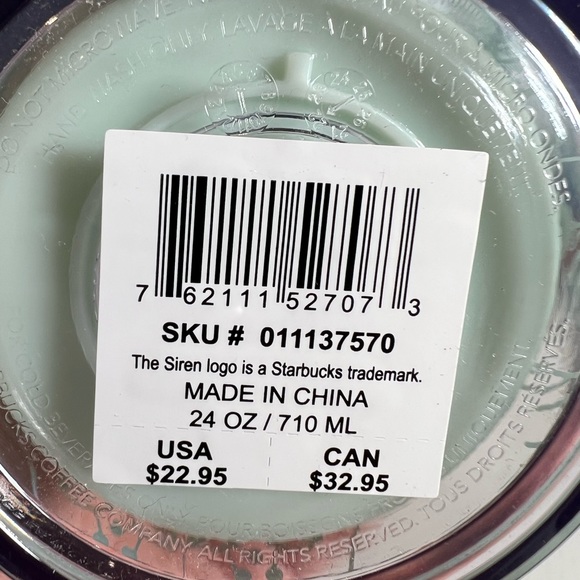 DO NOT MICROWAVE
HAND WASH ONLY LAVAGE À LA MAIN UNIQUEMENT
MICRO-ONDES
7 62111 52707 3
SKU # 011137570
The Siren logo is a Starbucks trademark.
MADE IN CHINA
24 OZ / 710 ML
USA
$22.95
CAN
$32.95
STARBUCKS COFFEE COMPANY. ALL RIGHTS RESERVED. TOUS DROITS RÉSERVÉS.